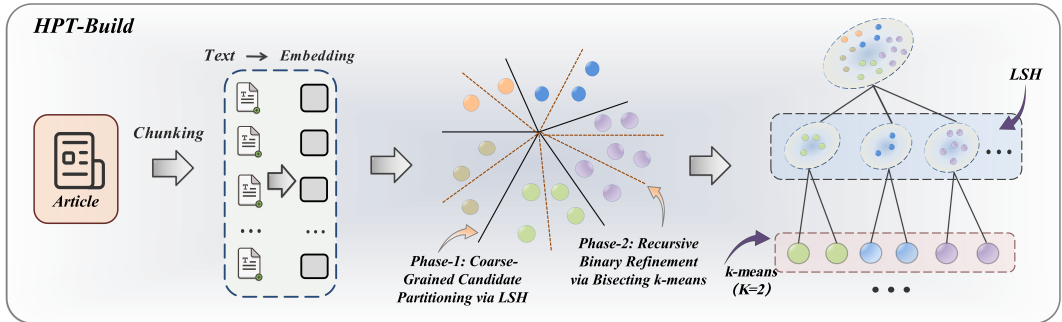 HPT-Build
Article
Chunking
Text → Embedding
...
...
Phase-1: Coarse-
Grained Candidate
Partitioning via LSH
Phase-2: Recursive
Binary Refinement
via Bisecting k-means
LSH
...
k-means
(K=2)
...